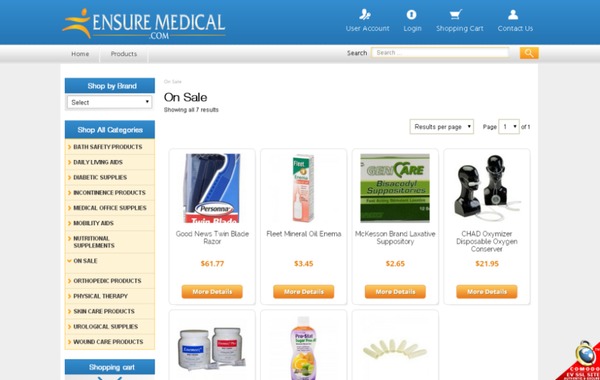 ENSURE MEDICAL
.COM
User Account
Login
Shopping Cart
Contact Us
Home
Products
Search
Search ...
Shop by Brand
Select
Shop All Categories
BATH SAFETY PRODUCTS
DAILY LIVING AIDS
DIABETIC SUPPLIES
INCONTINENCE PRODUCTS
MEDICAL OFFICE SUPPLIES
MOBILITY AIDS
NUTRITIONAL
SUPPLEMENTS
ON SALE
ORTHOPEDIC PRODUCTS
PHYSICAL THERAPY
SKIN CARE PRODUCTS
UROLOGICAL SUPPLIES
WOUND CARE PRODUCTS
Shopping cart
On Sale
On Sale
Showing all 7 results
Results per page
Page
1
of 1
Personna
Twin Blade
Good News Twin Blade
Razor
$61.77
More Details
Fleet
Enema
Fleet Mineral Oil Enema
$3.45
More Details
GERICARE
Bisacodyl
Suppositories
McKesson Brand Laxative
Suppository
$2.65
More Details
CHAD Oxymizer
Disposable Oxygen
Conserver
$21.95
More Details
Pro-Stat
COMODO
EV SSL SITE